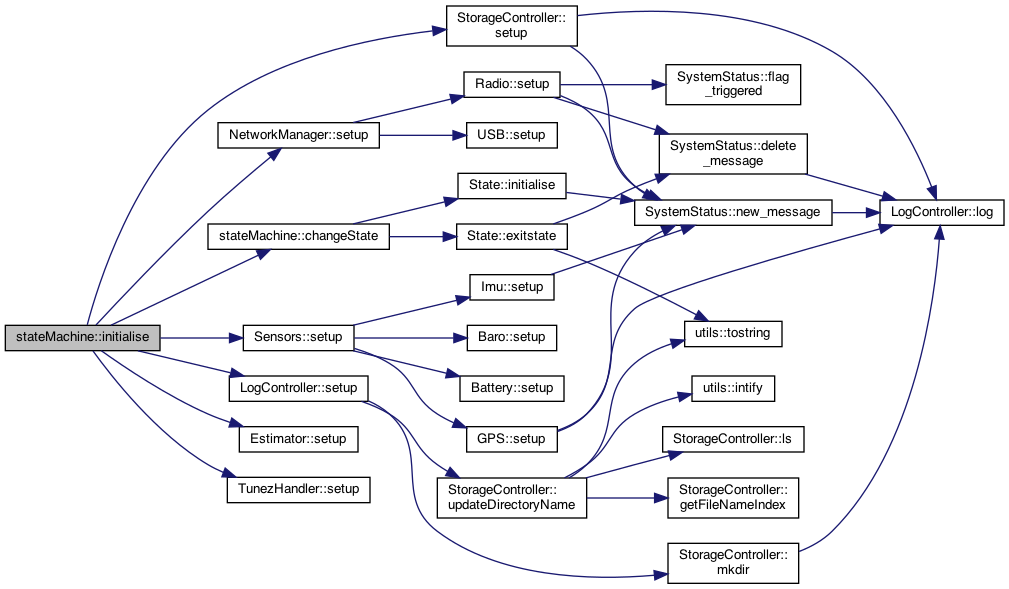 StorageController::
setup
Radio::setup
SystemStatus::flag
_triggered
NetworkManager::setup
USB::setup
SystemStatus::delete
_message
State::initialise
SystemStatus::new_message
LogController::log
stateMachine::changeState
State::exitstate
Imu::setup
stateMachine::initialise
Sensors::setup
Baro::setup
utils::tostring
LogController::setup
Battery::setup
utils::intify
Estimator::setup
GPS::setup
StorageController::ls
TunezHandler::setup
StorageController::
updateDirectoryName
StorageController::
getFileNameIndex
StorageController::
mkdir